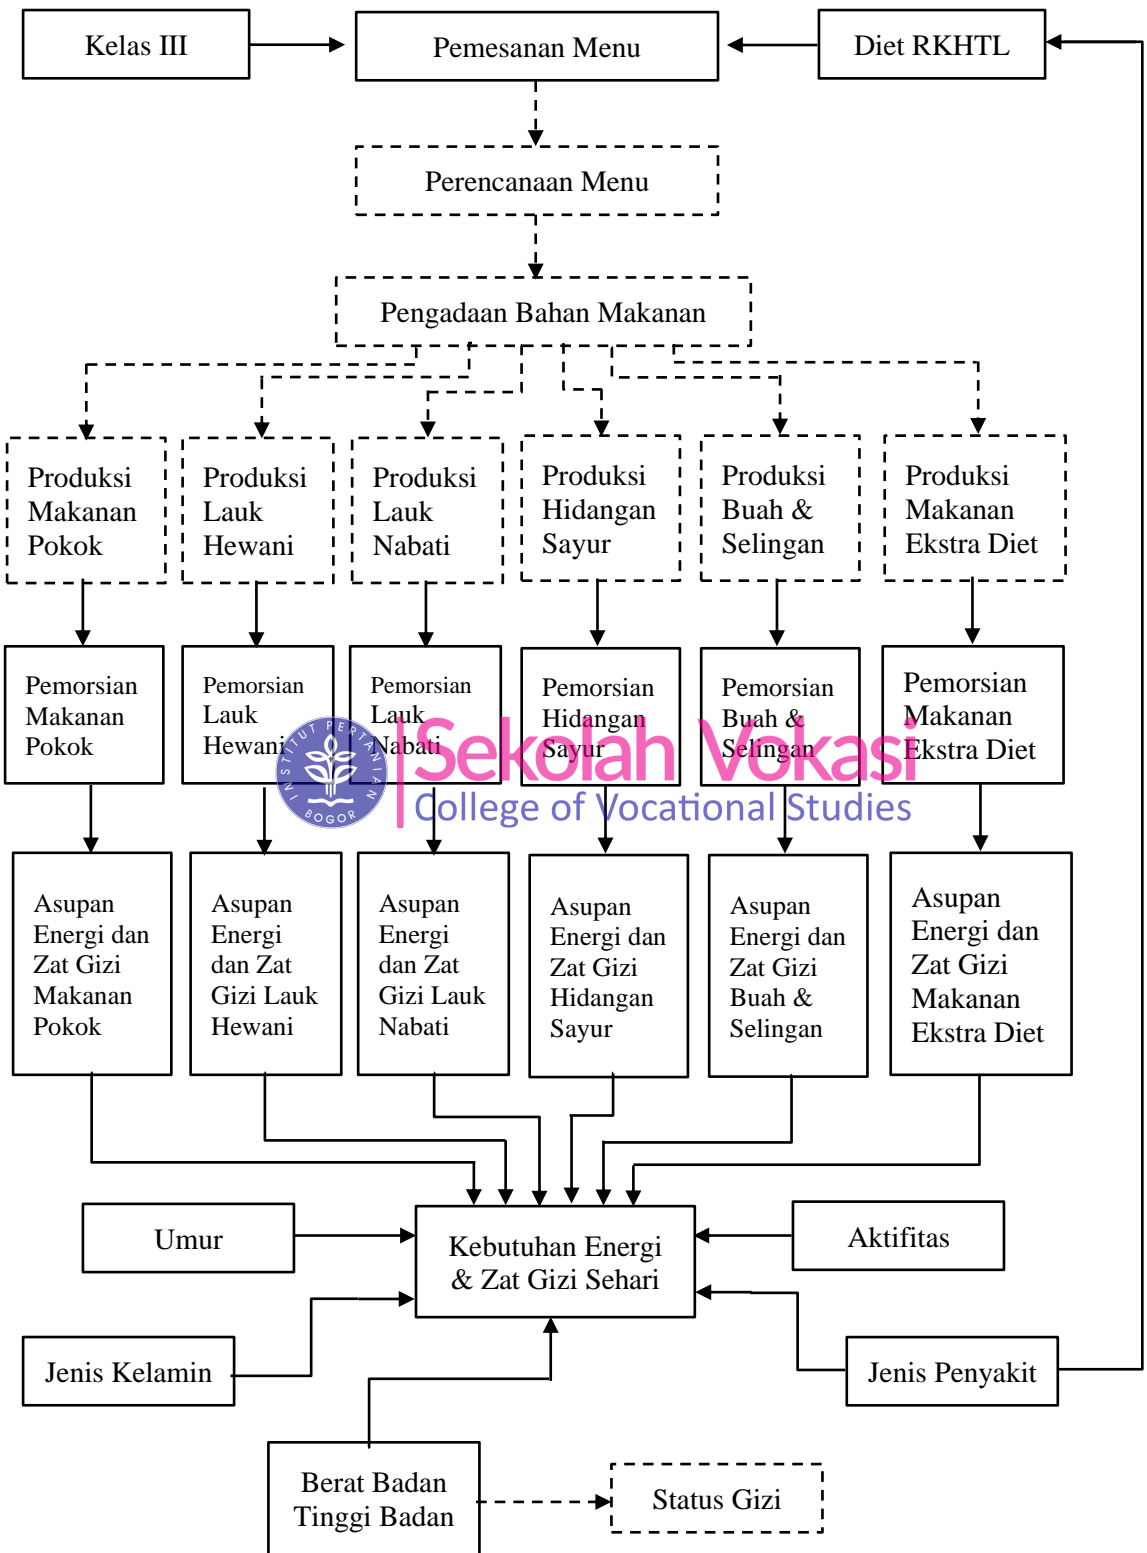 Kelas III
Pemesanan Menu
Diet RKHTL
Perencanaan Menu
Pengadaan Bahan Makanan
Produksi
Makanan
Pokok
Produksi
Lauk
Hewani
Produksi
Lauk
Nabati
Produksi
Hidangan
Sayur
Produksi
Buah &
Selingan
Produksi
Makanan
Ekstra Diet
Pemorsian
Makanan
Pokok
Pemorsian
Lauk
Hewani
Pemorsian
Lauk
Nabati
Pemorsian
Hidangan
Sayur
Pemorsian
Buah &
Selingan
Pemorsian
Makanan
Ekstra Diet
INSTITUT PERTANIAN
BOGOR
Sekolah Vokasi
College of Vocational Studies
Asupan
Energi dan
Zat Gizi
Makanan
Pokok
Asupan
Energi
dan Zat
Gizi Lauk
Hewani
Asupan
Energi
dan Zat
Gizi Lauk
Nabati
Asupan
Energi dan
Zat Gizi
Hidangan
Sayur
Asupan
Energi dan
Zat Gizi
Buah &
Selingan
Asupan
Energi dan
Zat Gizi
Makanan
Ekstra Diet
Umur
Kebutuhan Energi
& Zat Gizi Sehari
Aktifitas
Jenis Kelamin
Jenis Penyakit
Berat Badan
Tinggi Badan
Status Gizi